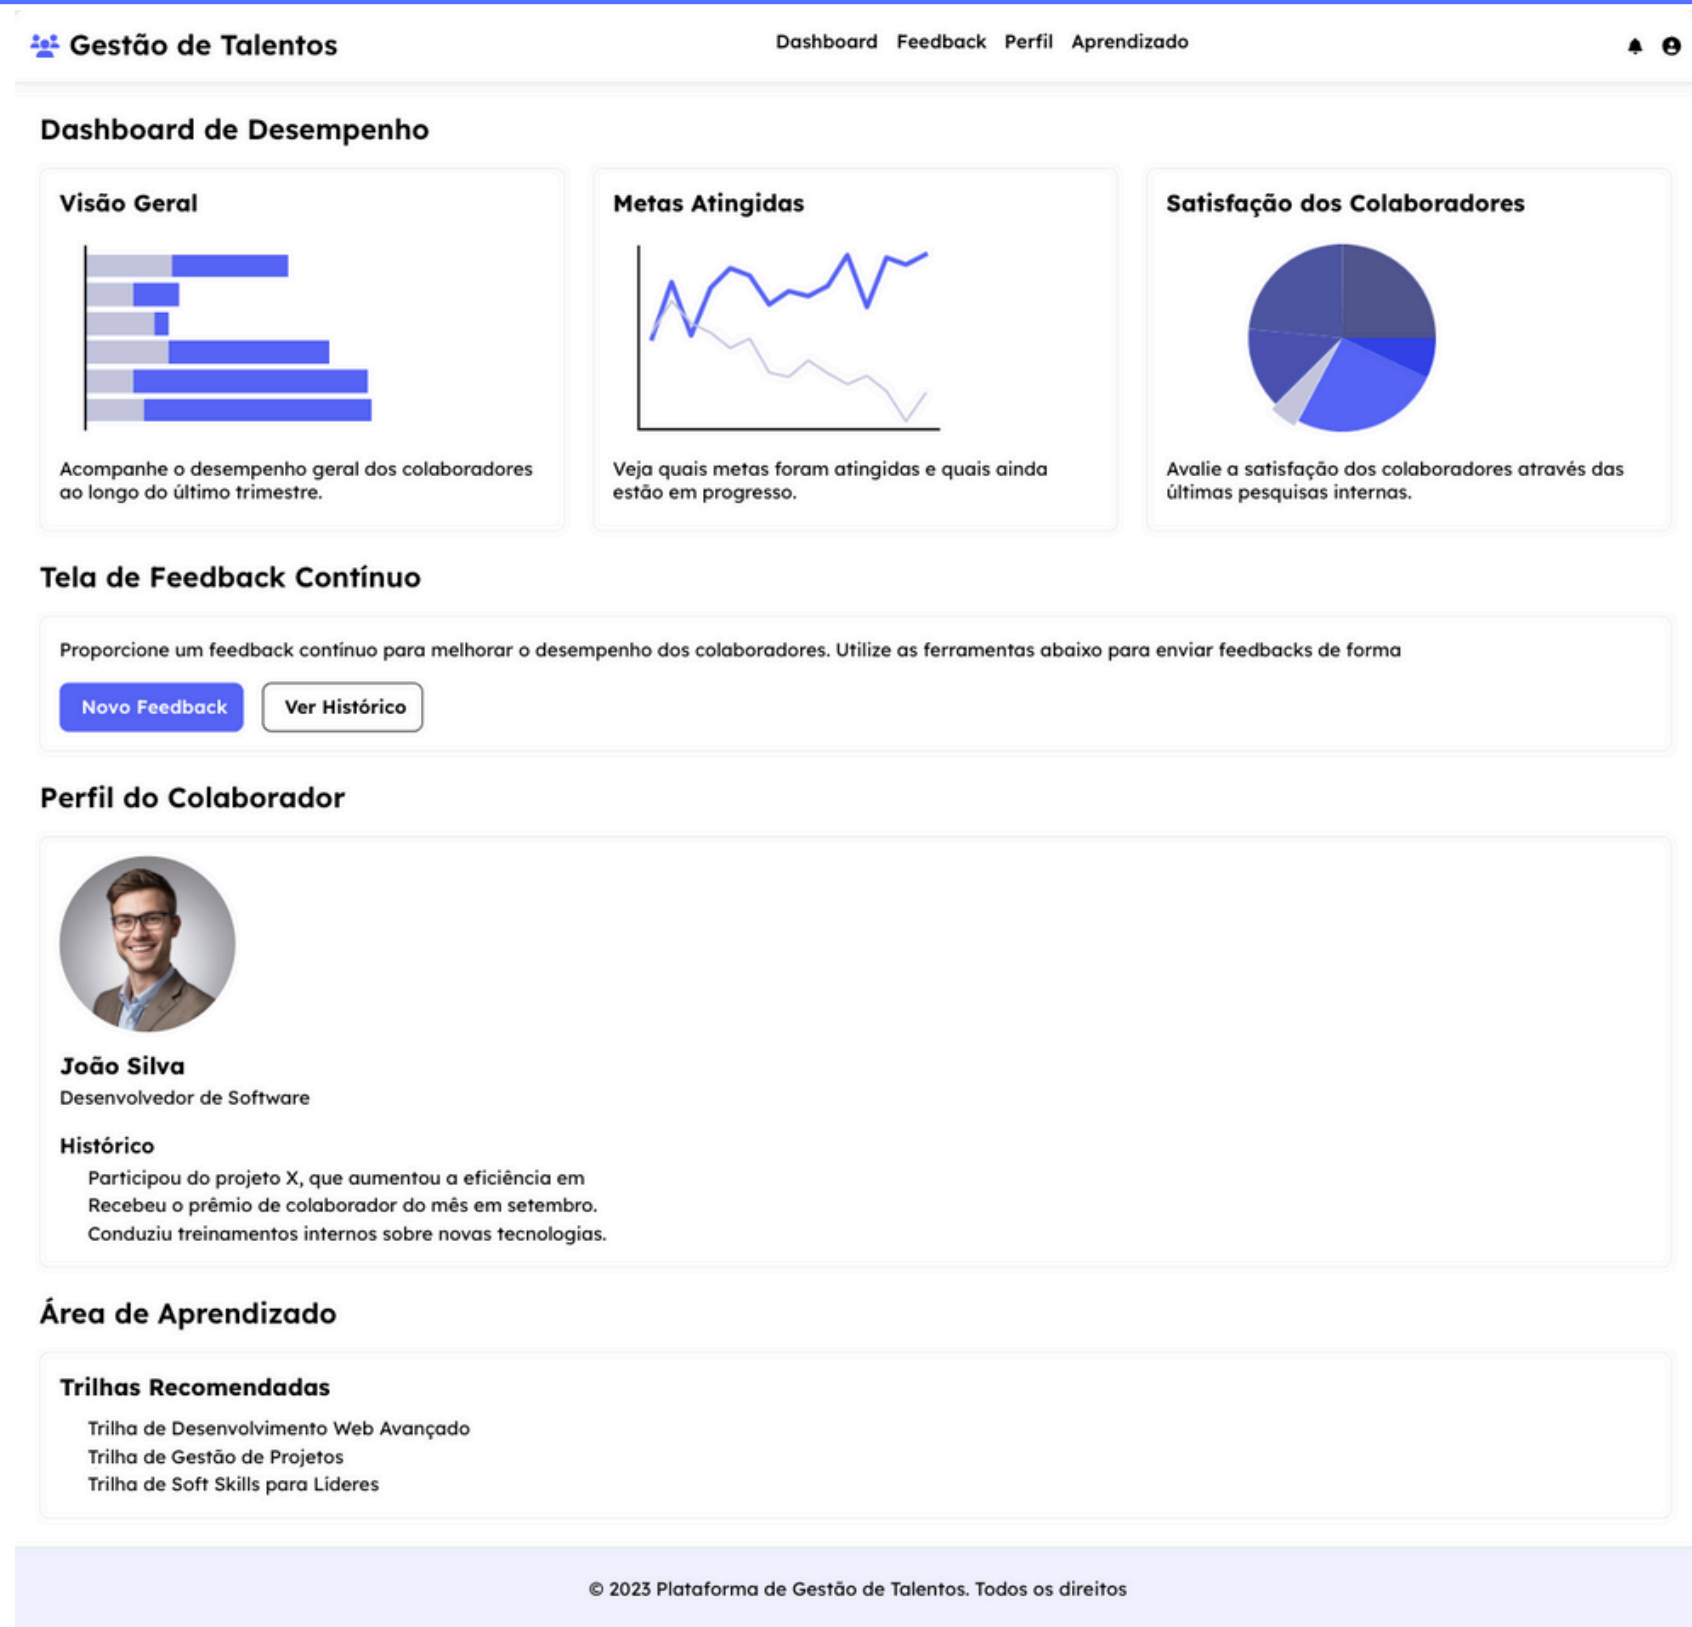 Gestão de Talentos
Dashboard Feedback Perfil Aprendizado
Dashboard de Desempenho
Visão Geral
Acompanhe o desempenho geral dos colaboradores
ao longo do último trimestre.
Metas Atingidas
Veja quais metas foram atingidas e quais ainda
estão em progresso.
Satisfação dos Colaboradores
Avalie a satisfação dos colaboradores através das
últimas pesquisas internas.
Tela de Feedback Contínuo
Proporcione um feedback contínuo para melhorar o desempenho dos colaboradores. Utilize as ferramentas abaixo para enviar feedbacks de forma
Novo Feedback
Ver Histórico
Perfil do Colaborador
João Silva
Desenvolvedor de Software
Histórico
Participou do projeto X, que aumentou a eficiência em
Recebeu o prêmio de colaborador do mês em setembro.
Conduziu treinamentos internos sobre novas tecnologias.
Área de Aprendizado
Trilhas Recomendadas
Trilha de Desenvolvimento Web Avançado
Trilha de Gestão de Projetos
Trilha de Soft Skills para Líderes
© 2023 Plataforma de Gestão de Talentos. Todos os direitos